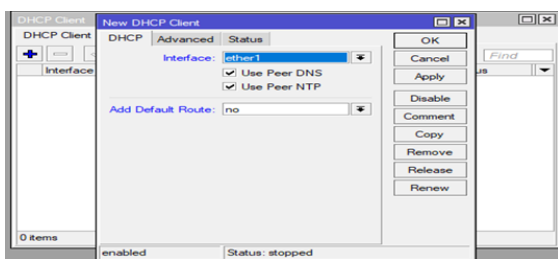 DHCP Client
New DHCP Client
DHCP Client
DHCP Advanced Status
OK
Interface: ether1
Cancel
Find
Use Peer DNS
Apply
Interface
us
Use Peer NTP
Disable
Add Default Route: no
Comment
Copy
Remove
Release
Renew
0 items
enabled
Status: stopped